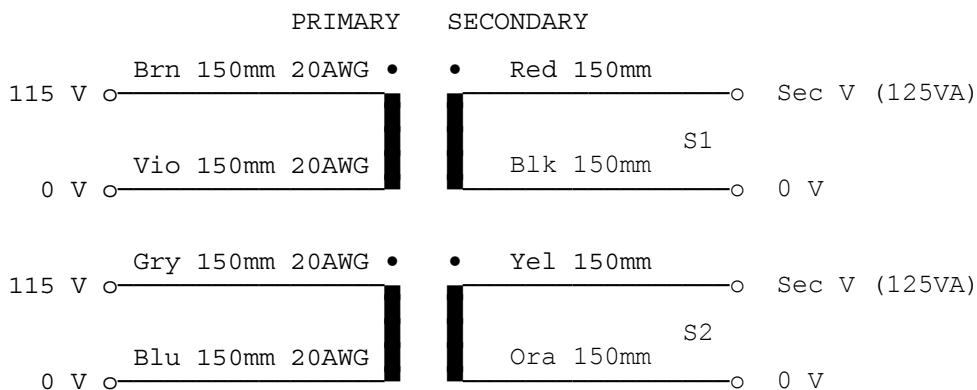 PRIMARY SECONDARY
Brn 150mm 20AWG • • Red 150mm
115 V Sec V (125VA)
S1
Vio 150mm 20AWG Blk 150mm
0 V 0 V
Gry 150mm 20AWG • • Yel 150mm
115 V Sec V (125VA)
S2
Blu 150mm 20AWG Ora 150mm
0 V 0 V